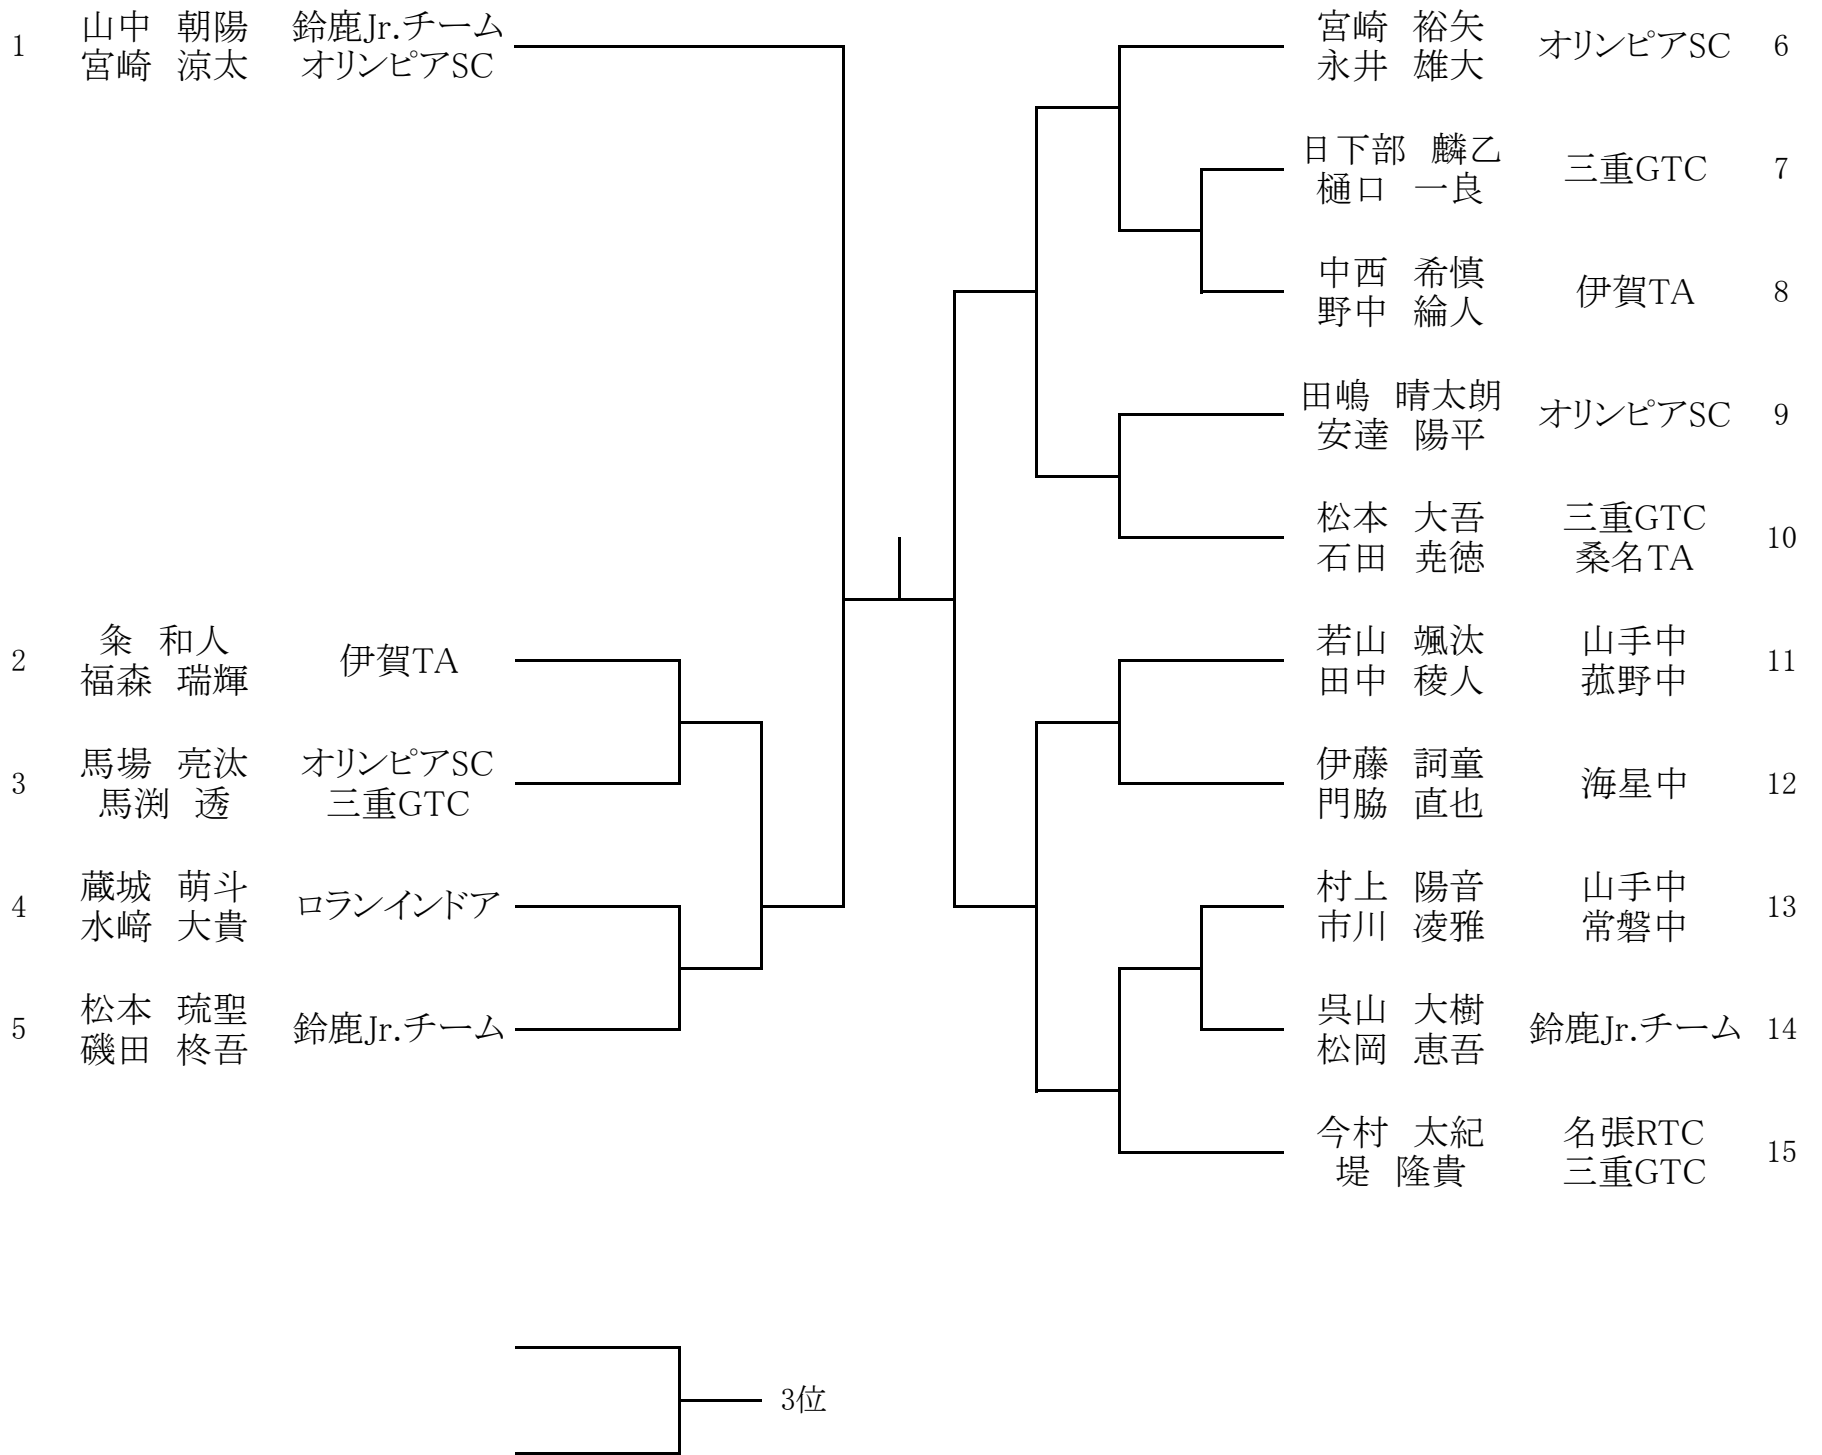 1 山中 朝陽 鈴鹿Jr.チーム
宮崎 涼太 オリンピアSC
2 粂 和人 伊賀TA
福森 瑞輝
3 馬場 亮汰 オリンピアSC
馬渕 透 三重GTC
4 蔵城 萌斗 ロランインドア
水﨑 大貴
5 松本 琉聖 鈴鹿Jr.チーム
磯田 柊吾
宮崎 裕矢 オリンピアSC 6
永井 雄大
日下部 麟乙 三重GTC 7
樋口 一良
中西 希慎 伊賀TA 8
野中 綸人
田嶋 晴太朗 オリンピアSC 9
安達 陽平
松本 大吾 三重GTC 10
石田 尭徳 桑名TA
若山 颯汰 山手中 11
田中 稜人 菰野中
伊藤 詞童 海星中 12
門脇 直也
村上 陽音 山手中 13
市川 凌雅 常磐中
呉山 大樹 鈴鹿Jr.チーム 14
松岡 恵吾
今村 太紀 名張RTC 15
堤 隆貴 三重GTC
3位